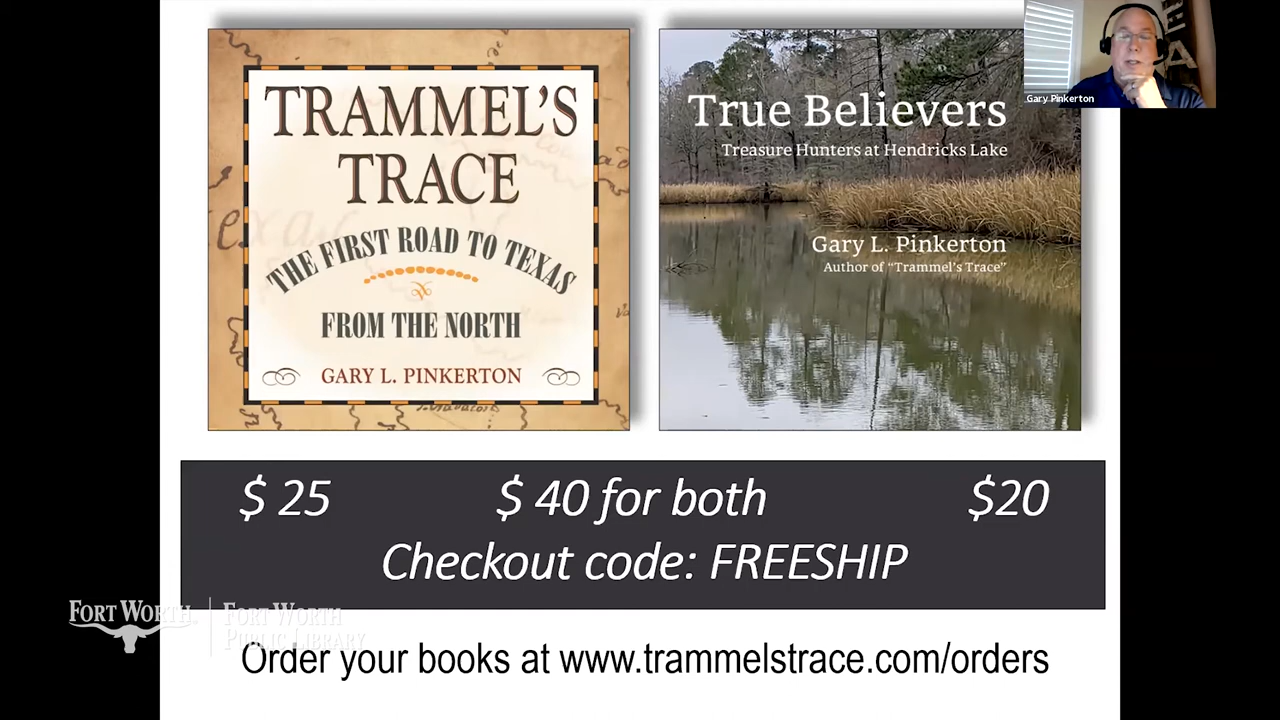 TRAMMEL'S
TRACE
THE FIRST ROAD TO TEXAS
FROM THE NORTH
GARY L. PINKERTON
True Believers
Treasure Hunters at Hendricks Lake
Gary L. Pinkerton
Author of "Trammel's Trace"
Gary Pinkerton
$ 25 $ 40 for both $20
Checkout code: FREESHIP
FORT WORTH
FORT WORTH
PUBLIC LIBRARY
Order your books at www.trammelstrace.com/orders